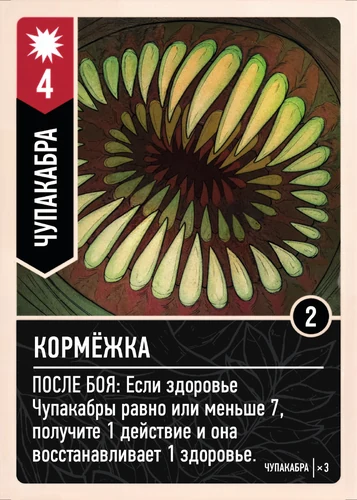 4
ЧУПАКАБРА
2
КОРМЁЖКА
ПОСЛЕ БОЯ: Если здоровье
Чупакабры равно или меньше 7,
получите 1 действие и она
восстанавливает 1 здоровье.
ЧУПАКАБРА | ×3